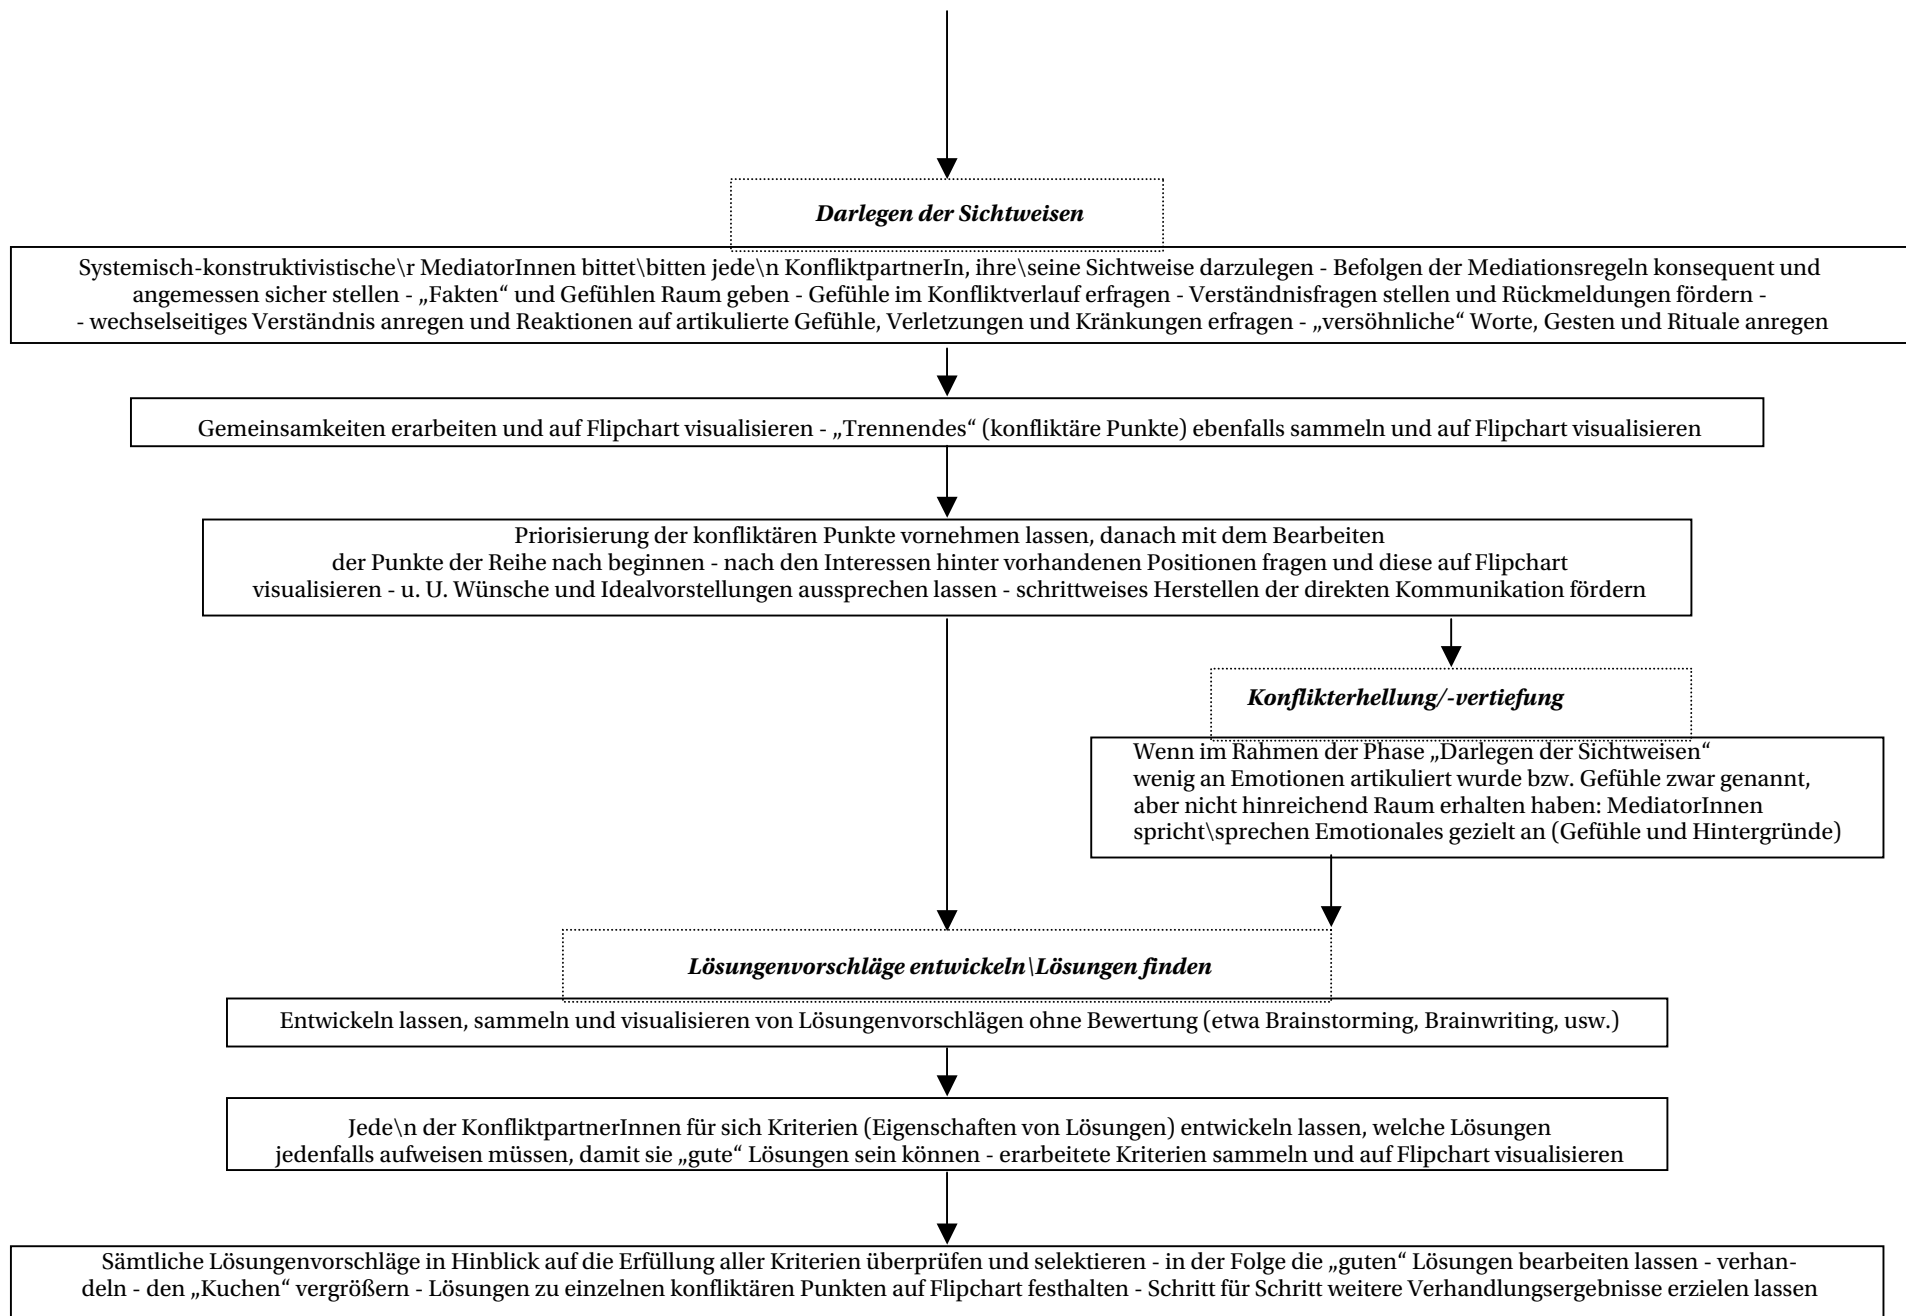 Darlegen der Sichtweisen
Systemisch-konstruktivistische\r MediatorInnen bittet\bitten jede\n KonfliktpartnerIn, ihre\seine Sichtweise darzulegen - Befolgen der Mediationsregeln konsequent und
angemessen sicher stellen - „Fakten“ und Gefühlen Raum geben - Gefühle im Konfliktverlauf erfragen - Verständnisfragen stellen und Rückmeldungen fördern -
- wechselseitiges Verständnis anregen und Reaktionen auf artikulierte Gefühle, Verletzungen und Kränkungen erfragen - „versöhnliche“ Worte, Gesten und Rituale anregen
Gemeinsamkeiten erarbeiten und auf Flipchart visualisieren - „Trennendes“ (konfliktäre Punkte) ebenfalls sammeln und auf Flipchart visualisieren
Priorisierung der konfliktären Punkte vornehmen lassen, danach mit dem Bearbeiten
der Punkte der Reihe nach beginnen - nach den Interessen hinter vorhandenen Positionen fragen und diese auf Flipchart
visualisieren - u. U. Wünsche und Idealvorstellungen aussprechen lassen - schrittweises Herstellen der direkten Kommunikation fördern
Konflikterhellung/-vertiefung
Wenn im Rahmen der Phase „Darlegen der Sichtweisen“
wenig an Emotionen artikuliert wurde bzw. Gefühle zwar genannt,
aber nicht hinreichend Raum erhalten haben: MediatorInnen
spricht\sprechen Emotionales gezielt an (Gefühle und Hintergründe)
Lösungenvorschläge entwickeln\Lösungen finden
Entwickeln lassen, sammeln und visualisieren von Lösungenvorschlägen ohne Bewertung (etwa Brainstorming, Brainwriting, usw.)
Jede\n der KonfliktpartnerInnen für sich Kriterien (Eigenschaften von Lösungen) entwickeln lassen, welche Lösungen
jedenfalls aufweisen müssen, damit sie „gute“ Lösungen sein können - erarbeitete Kriterien sammeln und auf Flipchart visualisieren
Sämtliche Lösungenvorschläge in Hinblick auf die Erfüllung aller Kriterien überprüfen und selektieren - in der Folge die „guten“ Lösungen bearbeiten lassen - verhan-
deln - den „Kuchen“ vergrößern - Lösungen zu einzelnen konfliktären Punkten auf Flipchart festhalten - Schritt für Schritt weitere Verhandlungsergebnisse erzielen lassen